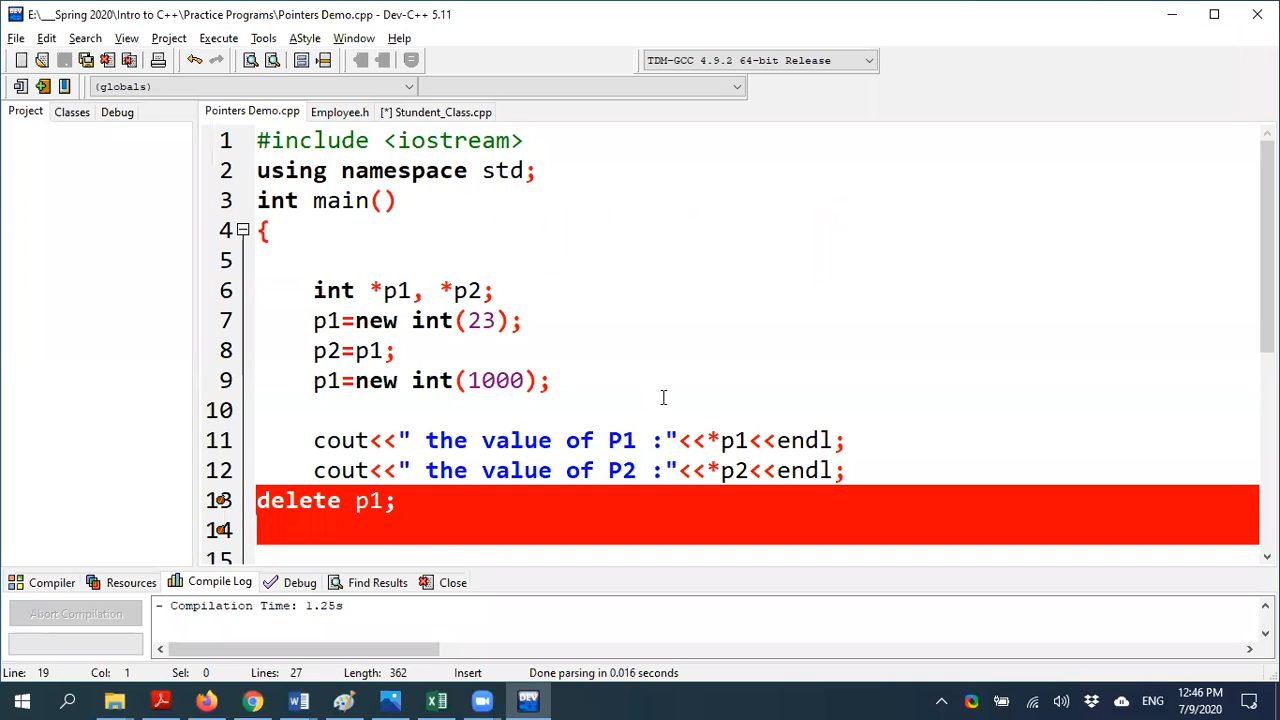 E:\___Spring 2020\Intro to C++\Practice Programs\Pointers Demo.cpp - Dev-C++ 5.11
File Edit Search View Project Execute Tools AStyle Window Help
TDM-GCC 4.9.2 64-bit Release
(globals)
Project Classes Debug Pointers Demo.cpp Employee.h [*] Stundent_Class.cpp
1 #include <iostream>
2 using namespace std;
3 int main()
4 {
5
6 int *p1, *p2;
7 p1=new int(23);
8 p2=p1;
9 p1=new int(1000);
10
11 cout<<" the value of P1 :"<<*p1<<endl;
12 cout<<" the value of P2 :"<<*p2<<endl;
13 delete p1;
14
15
Compiler Resources Compile Log Debug Find Results Close
Abort Compilation
- Compilation Time: 1.25s
Line: 19 Col: 1 Sel: 0 Lines: 27 Length: 362 Insert Done parsing in 0.016 seconds
ENG
12:46 PM
7/9/2020